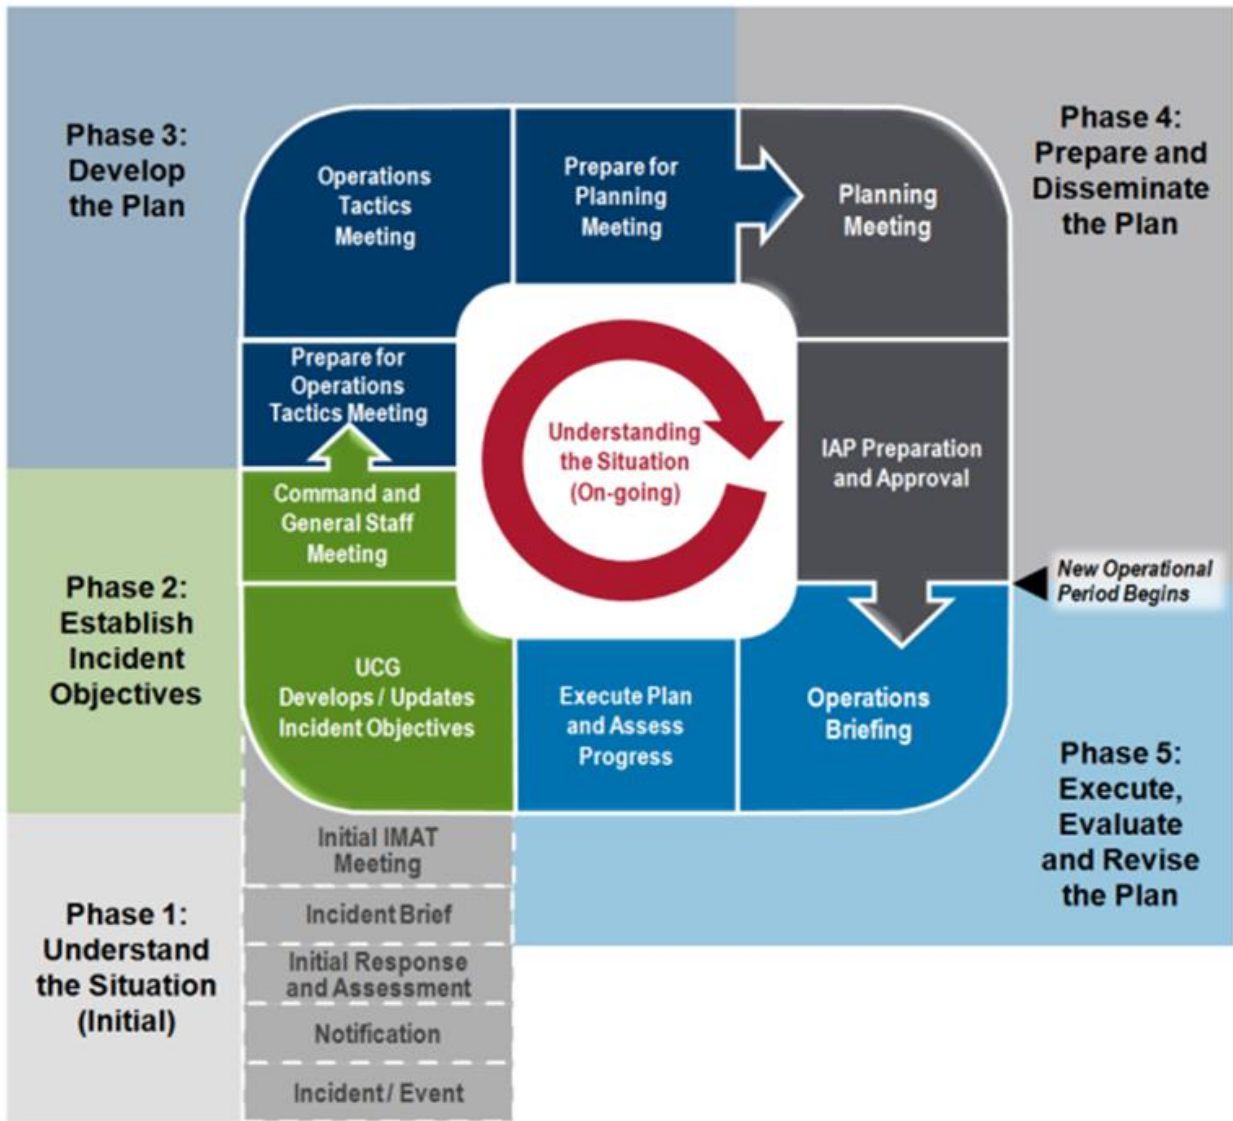 Phase 3:
Develop
the Plan
Operations
Tactics
Meeting
Prepare for
Planning
Meeting
Planning
Meeting
Phase 4:
Prepare and
Disseminate
the Plan
Prepare for
Operations
Tactics Meeting
Understanding
the Situation
(On-going)
IAP Preparation
and Approval
Command and
General Staff
Meeting
New Operational
Period Begins
Phase 2:
Establish
Incident
Objectives
UCG
Develops / Updates
Incident Objectives
Execute Plan
and Assess
Progress
Operations
Briefing
Phase 5:
Execute,
Evaluate
and Revise
the Plan
Phase 1:
Understand
the Situation
(Initial)
Initial IMAT
Meeting
Incident Brief
Initial Response
and Assessment
Notification
Incident / Event